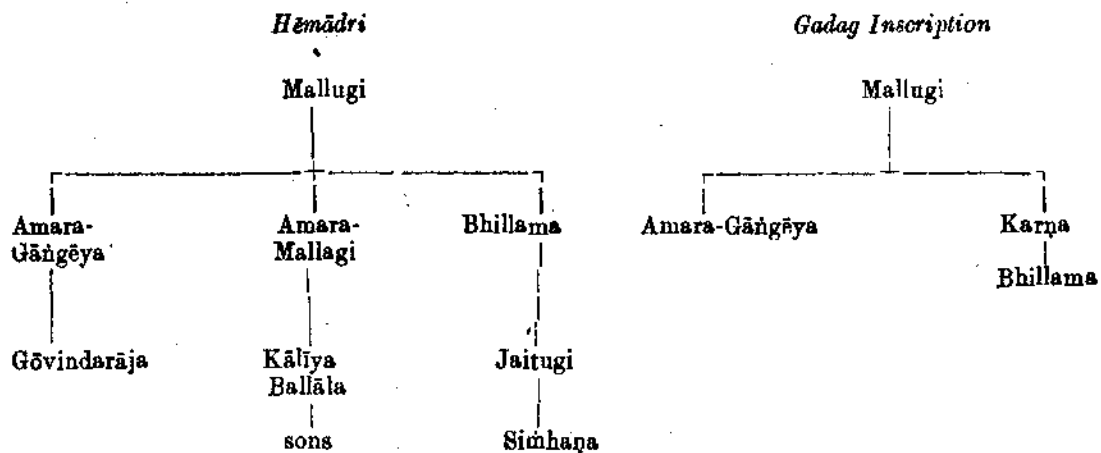 Hēmādri Gadag Inscription
Mallugi Mallugi
Amara- Amara- Bhillama Amara-Gāṅgēya Karṇa
Gāṅgēya Mallagi
Bhillama
Gōvindarāja Kālīya Jaitugi
Ballāla
sons Siṁhaṇa